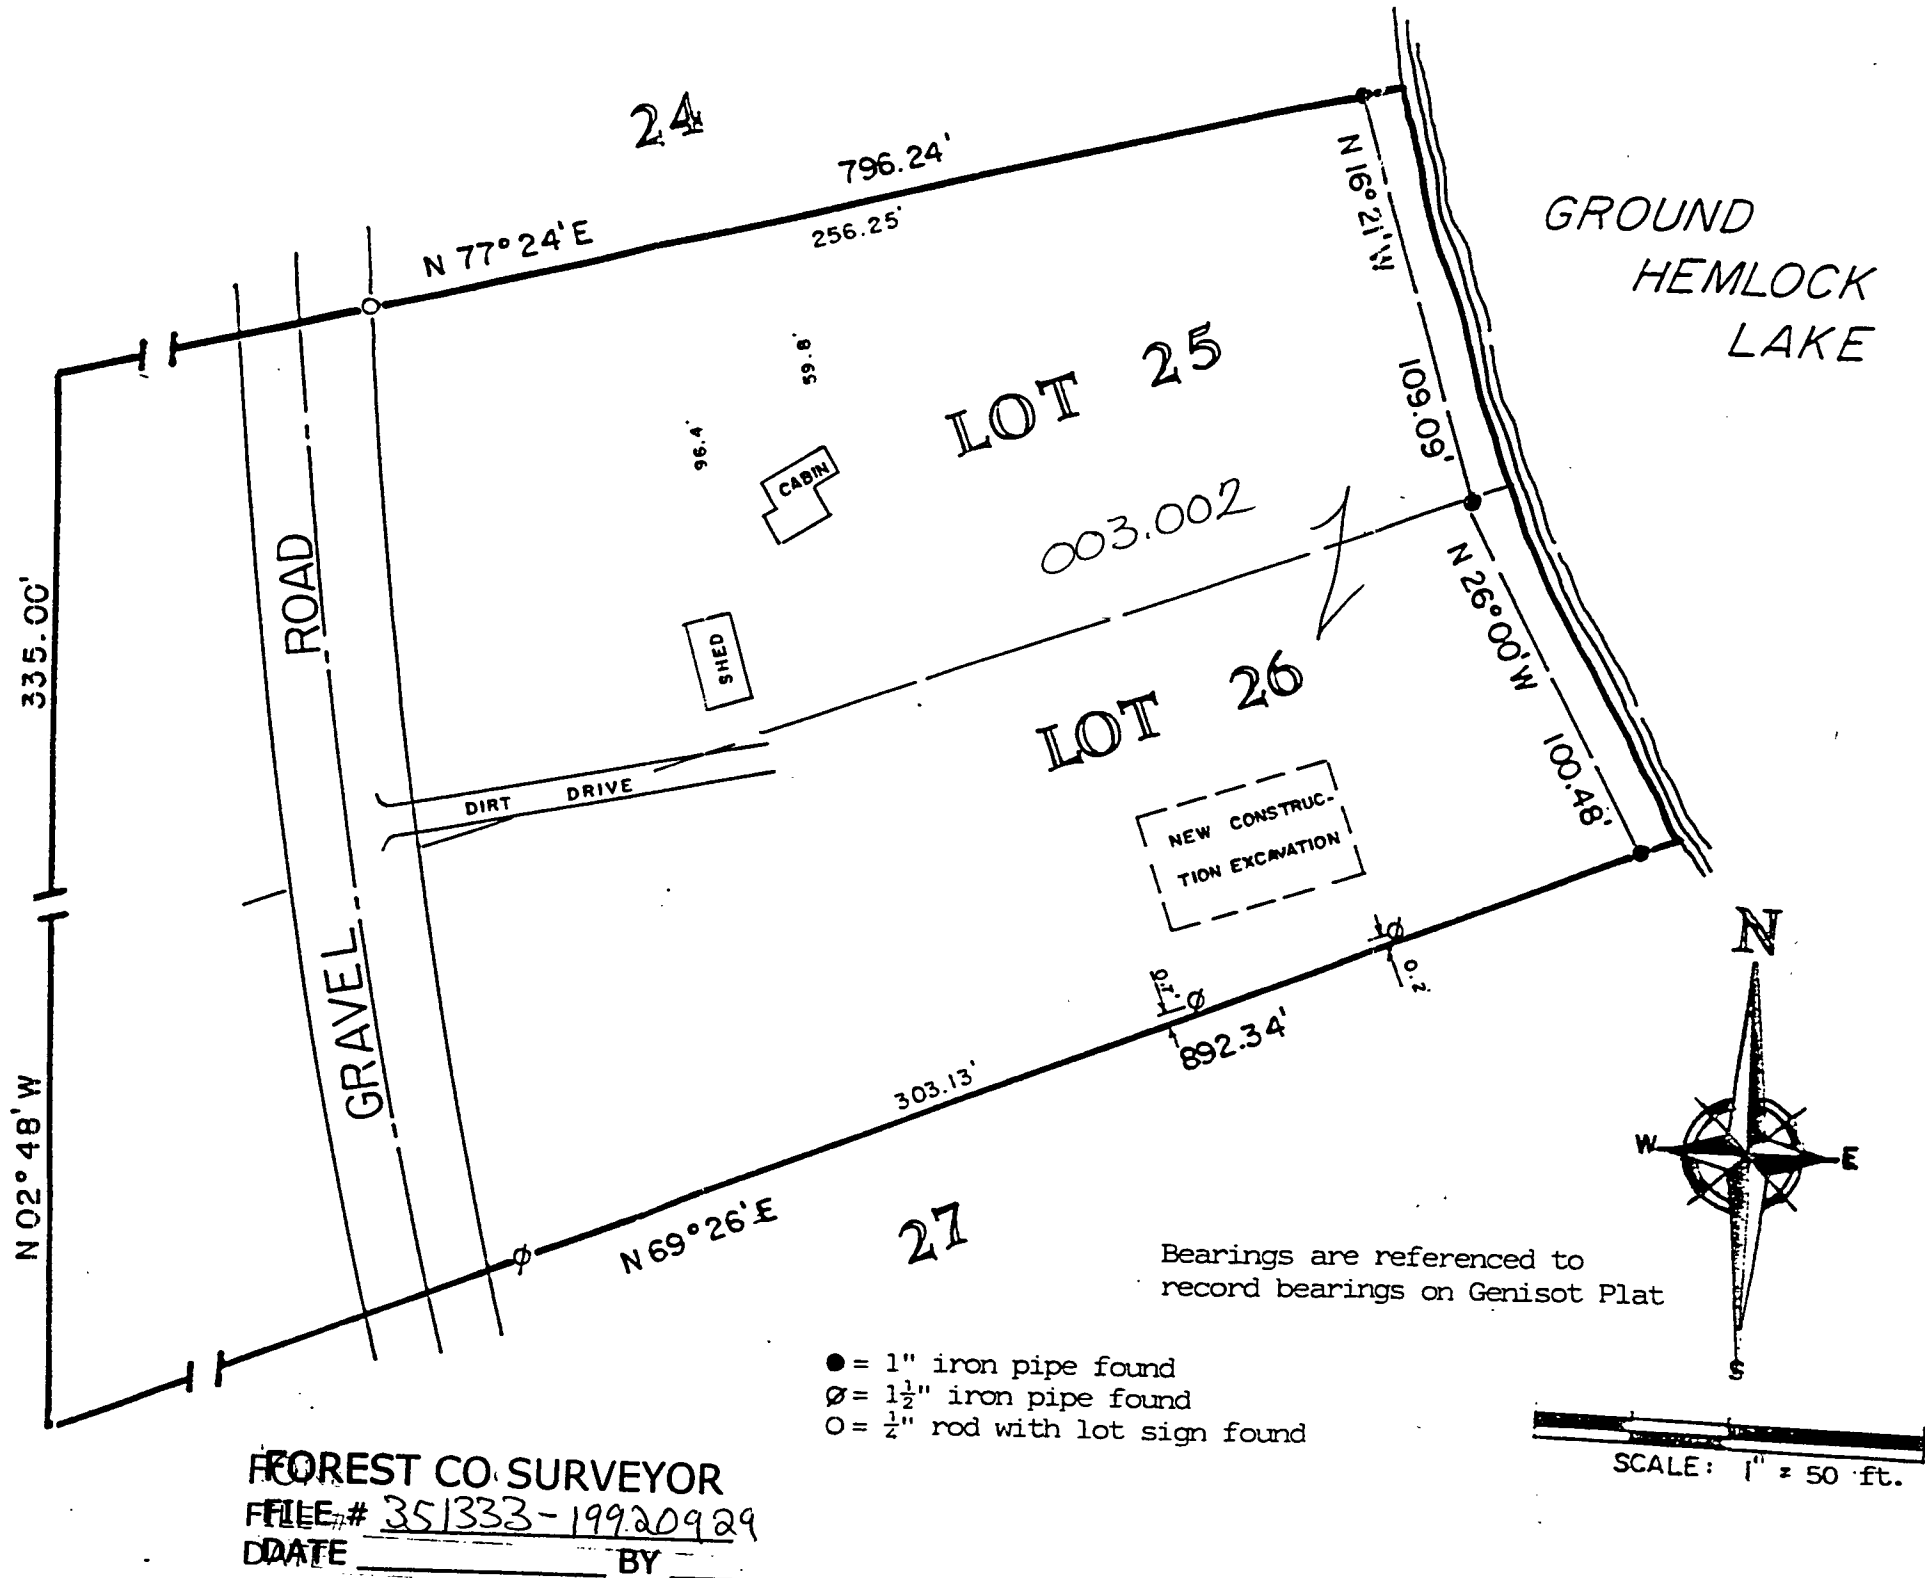 24
796.24'
N 77°24'E
256.25'
N 16°21'W
109.09'
GROUND
HEMLOCK
LAKE
59.8'
96.4'
LOT 25
CABIN
003.002
SHED
335.00'
N 02°48'W
GRAVEL ROAD
DIRT DRIVE
LOT 26
N 26°00'W
100.48'
NEW CONSTRUC-
TION EXCAVATION
0.2'
892.34'
303.13'
N 69°26'E
27
N
W
E
S
Bearings are referenced to
record bearings on Genisot Plat
● = 1" iron pipe found
Ø = 1½" iron pipe found
O = ½" rod with lot sign found
SCALE: 1" = 50 ft.
FOREST CO. SURVEYOR
FILE # 351333-19920929
DATE BY